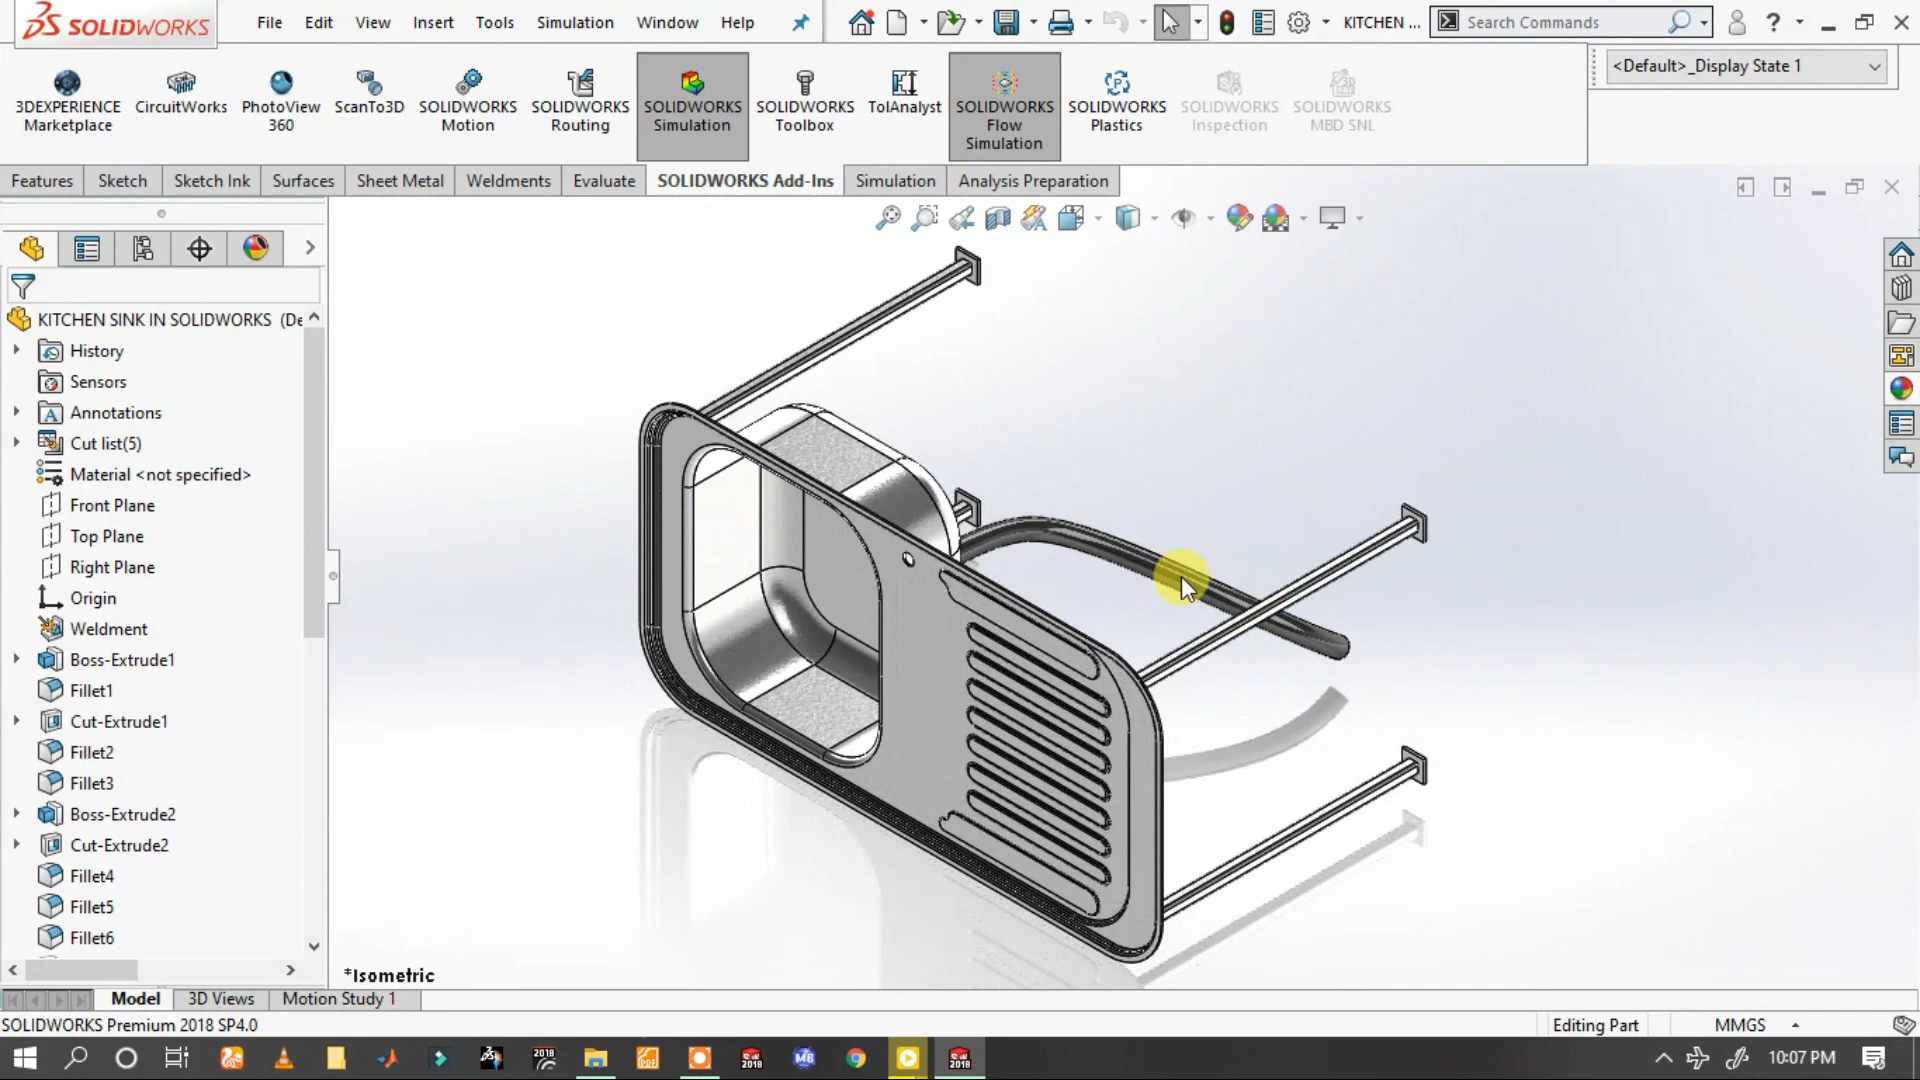 SOLIDWORKS
File Edit View Insert Tools Simulation Window Help
KITCHEN ...
Search Commands
<Default>_Display State 1
3DEXPERIENCE Marketplace
CircuitWorks
PhotoView 360
ScanTo3D
SOLIDWORKS Motion
SOLIDWORKS Routing
SOLIDWORKS Simulation
SOLIDWORKS Toolbox
TolAnalyst
SOLIDWORKS Flow Simulation
SOLIDWORKS Plastics
SOLIDWORKS Inspection
SOLIDWORKS MBD SNL
Features Sketch Sketch Ink Surfaces Sheet Metal Weldments Evaluate SOLIDWORKS Add-Ins Simulation Analysis Preparation
KITCHEN SINK IN SOLIDWORKS (De
History
Sensors
Annotations
Cut list(5)
Material <not specified>
Front Plane
Top Plane
Right Plane
Origin
Weldment
Boss-Extrude1
Fillet1
Cut-Extrude1
Fillet2
Fillet3
Boss-Extrude2
Cut-Extrude2
Fillet4
Fillet5
Fillet6
*Isometric
Model 3D Views Motion Study 1
SOLIDWORKS Premium 2018 SP4.0
Editing Part
MMGS
10:07 PM